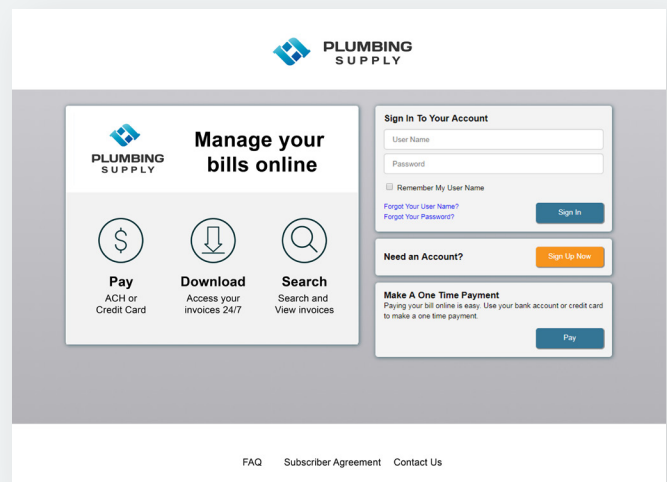 PLUMBING
SUPPLY
PLUMBING
SUPPLY
Manage your
bills online
$
Pay
ACH or
Credit Card
Download
Access your
invoices 24/7
Search
Search and
View invoices
Sign In To Your Account
User Name
Password
Remember My User Name
Forgot Your User Name?
Forgot Your Password?
Sign In
Need an Account?
Sign Up Now
Make A One Time Payment
Paying your bill online is easy. Use your bank account or credit card
to make a one time payment.
Pay
FAQ
Subscriber Agreement
Contact Us